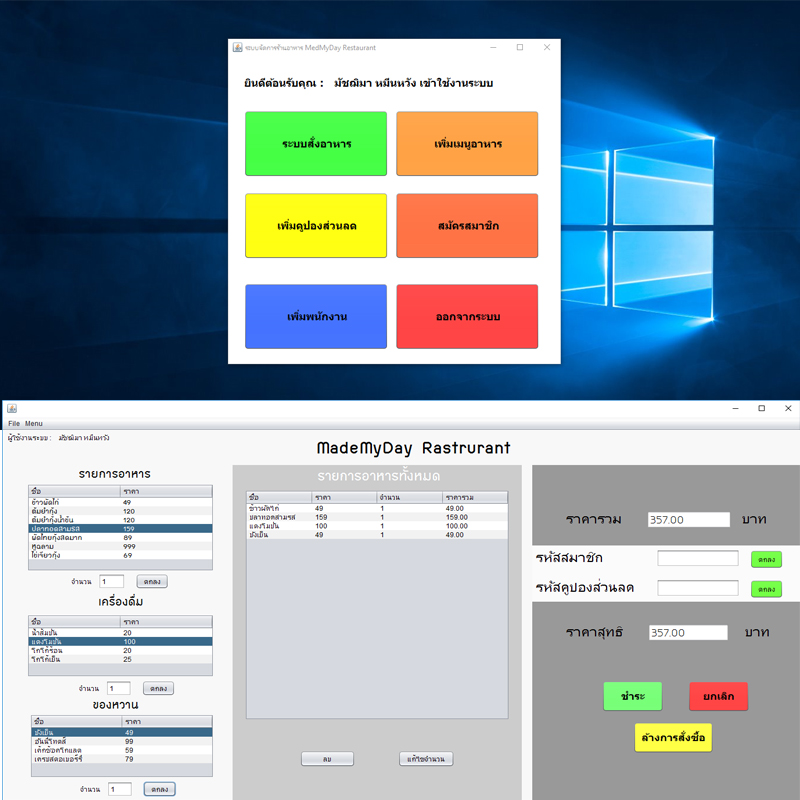 ระบบจัดการร้านอาหาร MedMyDay Restaurant
ยินดีต้อนรับคุณ : มัชฌิมา หมีนหวัง เข้าใช้งานระบบ
ระบบสั่งอาหาร
เพิ่มเมนูอาหาร
เพิ่มคูปองส่วนลด
สมัครสมาชิก
เพิ่มพนักงาน
ออกจากระบบ
File Menu
ผู้ใช้งานระบบ : มัชฌิมา หมีนหวัง
MadeMyDay Rastrurant
รายการอาหาร
ชื่อ ราคา
ข้าวผัดไก่ 49
ต้มยำกุ้ง 120
ต้มยำกุ้งน้ำข้น 120
ปลาทอดสามรส 159
ผัดไทยกุ้งสดมาก 89
หูฉลาม 999
ไข่เจียวกุ้ง 69
จำนวน 1 ตกลง
เครื่องดื่ม
ชื่อ ราคา
น้ำส้มปั่น 20
แตงโมปั่น 100
โกโก้ร้อน 20
โกโก้เย็น 25
จำนวน 1 ตกลง
ของหวาน
ชื่อ ราคา
บิงเย็น 49
ฮันนี่โทสต์ 99
เค้กช็อคโกแลต 59
เครปสตอเบอร์รี่ 79
จำนวน 1 ตกลง
รายการอาหารทั้งหมด
ชื่อ ราคา จำนวน ราคารวม
ข้าวผัดไก่ 49 1 49.00
ปลาทอดสามรส 159 1 159.00
แตงโมปั่น 100 1 100.00
49 1 49.00
ลบ
แก้ไขจำนวน
ราคารวม 357.00 บาท
รหัสสมาชิก ตกลง
รหัสคูปองส่วนลด ตกลง
ราคาสุทธิ 357.00 บาท
ชำระ
ยกเลิก
ล้างการสั่งซื้อ